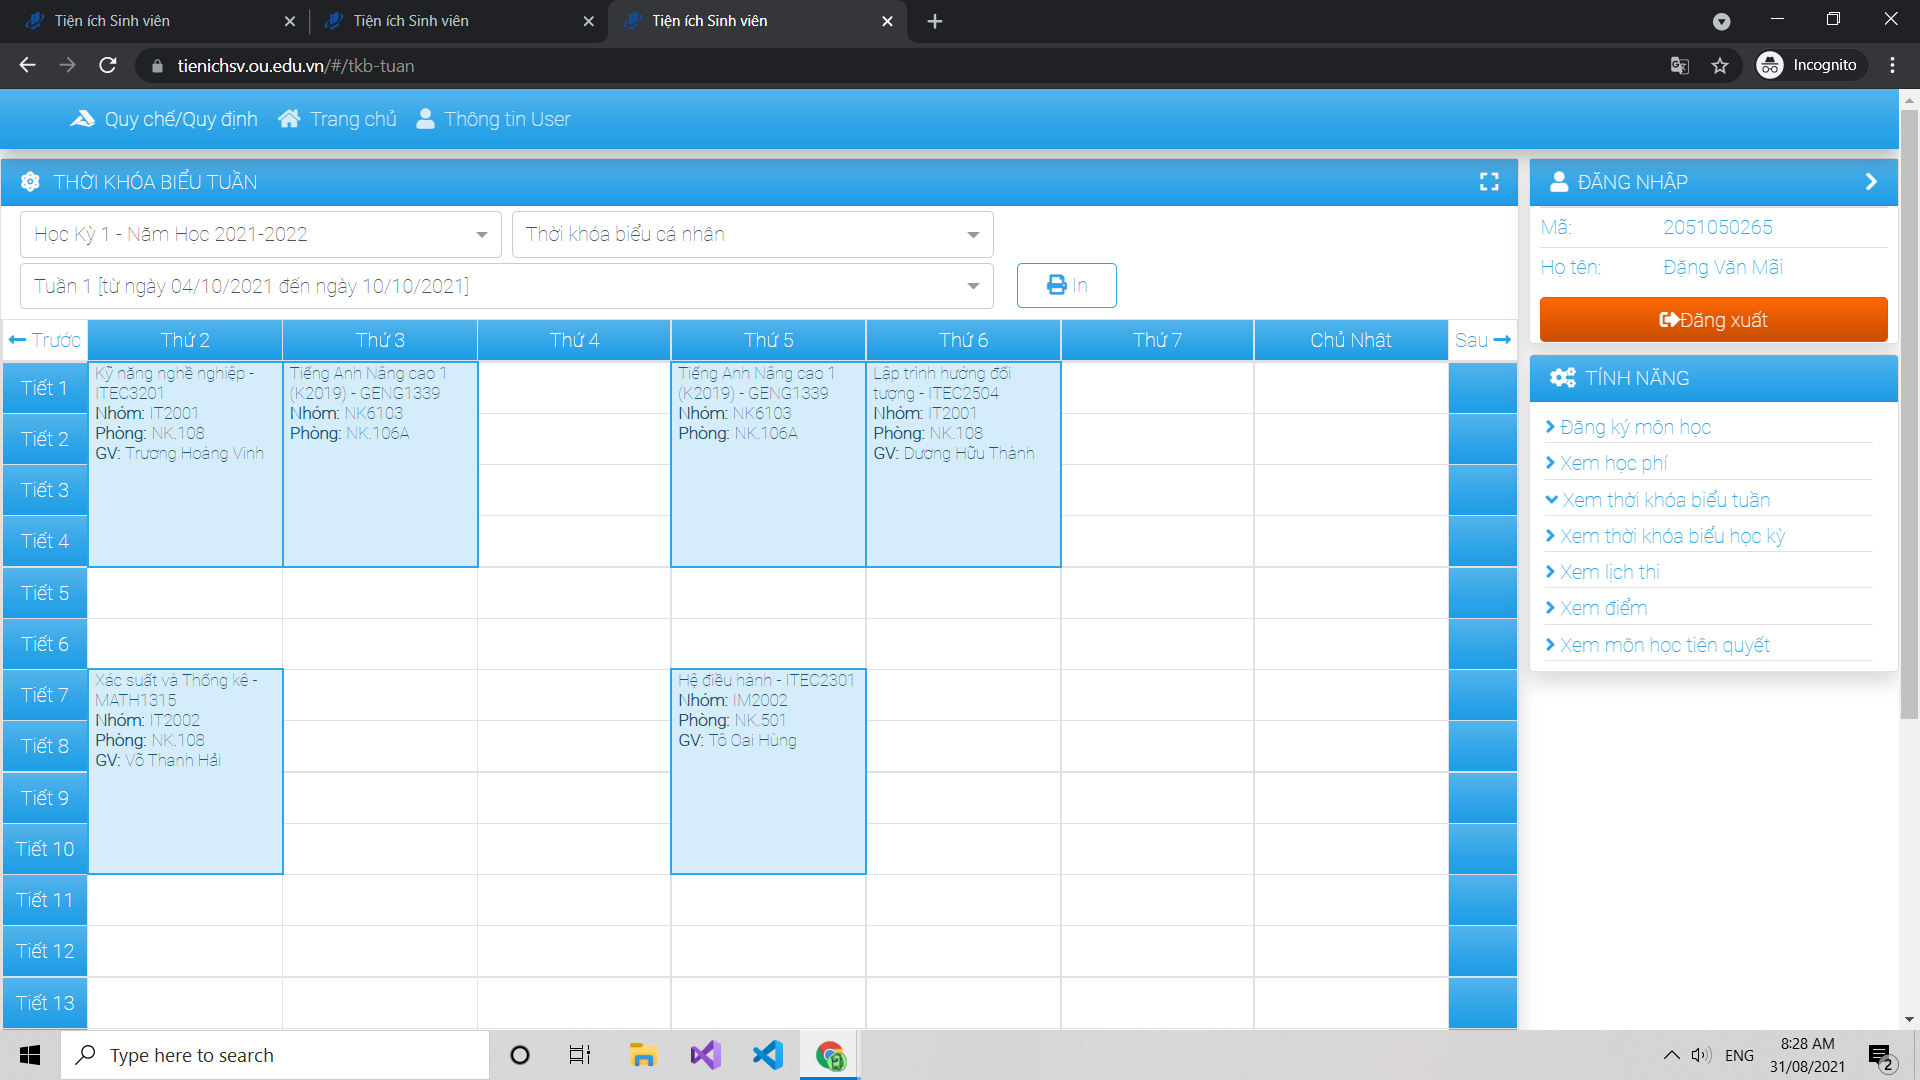 Tiện ích Sinh viên
Tiện ích Sinh viên
Tiện ích Sinh viên
tienichsv.ou.edu.vn/#/tkb-tuan
Incognito
Quy chế/Quy định
Trang chủ
Thông tin User
THỜI KHÓA BIỂU TUẦN
Học Kỳ 1 - Năm Học 2021-2022
Thời khóa biểu cá nhân
Tuần 1 [từ ngày 04/10/2021 đến ngày 10/10/2021]
In
Trước
Thứ 2
Thứ 3
Thứ 4
Thứ 5
Thứ 6
Thứ 7
Chủ Nhật
Sau
Tiết 1
Tiết 2
Tiết 3
Tiết 4
Tiết 5
Tiết 6
Tiết 7
Tiết 8
Tiết 9
Tiết 10
Tiết 11
Tiết 12
Tiết 13
Kỹ năng nghề nghiệp -
ITEC3201
Nhóm: IT2001
Phòng: NK.108
GV: Trương Hoàng Vinh
Tiếng Anh Nâng cao 1
(K2019) - GENG1339
Nhóm: NK6103
Phòng: NK.106A
Tiếng Anh Nâng cao 1
(K2019) - GENG1339
Nhóm: NK6103
Phòng: NK.106A
Lập trình hướng đối
tượng - ITEC2504
Nhóm: IT2001
Phòng: NK.108
GV: Dương Hữu Thành
Xác suất và Thống kê -
MATH1315
Nhóm: IT2002
Phòng: NK.108
GV: Võ Thanh Hải
Hệ điều hành - ITEC2301
Nhóm: IM2002
Phòng: NK.501
GV: Tô Oai Hùng
ĐĂNG NHẬP
Mã: 2051050265
Họ tên: Đặng Văn Mãi
Đăng xuất
TÍNH NĂNG
Đăng ký môn học
Xem học phí
Xem thời khóa biểu tuần
Xem thời khóa biểu học kỳ
Xem lịch thi
Xem điểm
Xem môn học tiên quyết
Type here to search
ENG
8:28 AM
31/08/2021
2